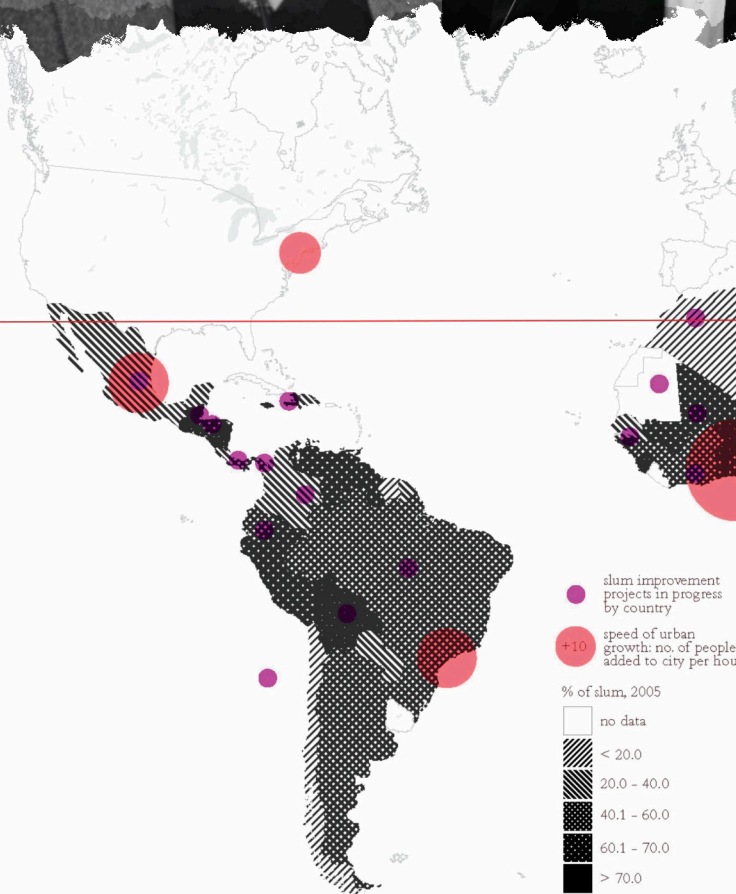 slum improvement
projects in progress
by country
+10
speed of urban
growth: no. of people
added to city per hou
% of slum, 2005
no data
< 20.0
20.0 - 40.0
40.1 - 60.0
60.1 - 70.0
> 70.0